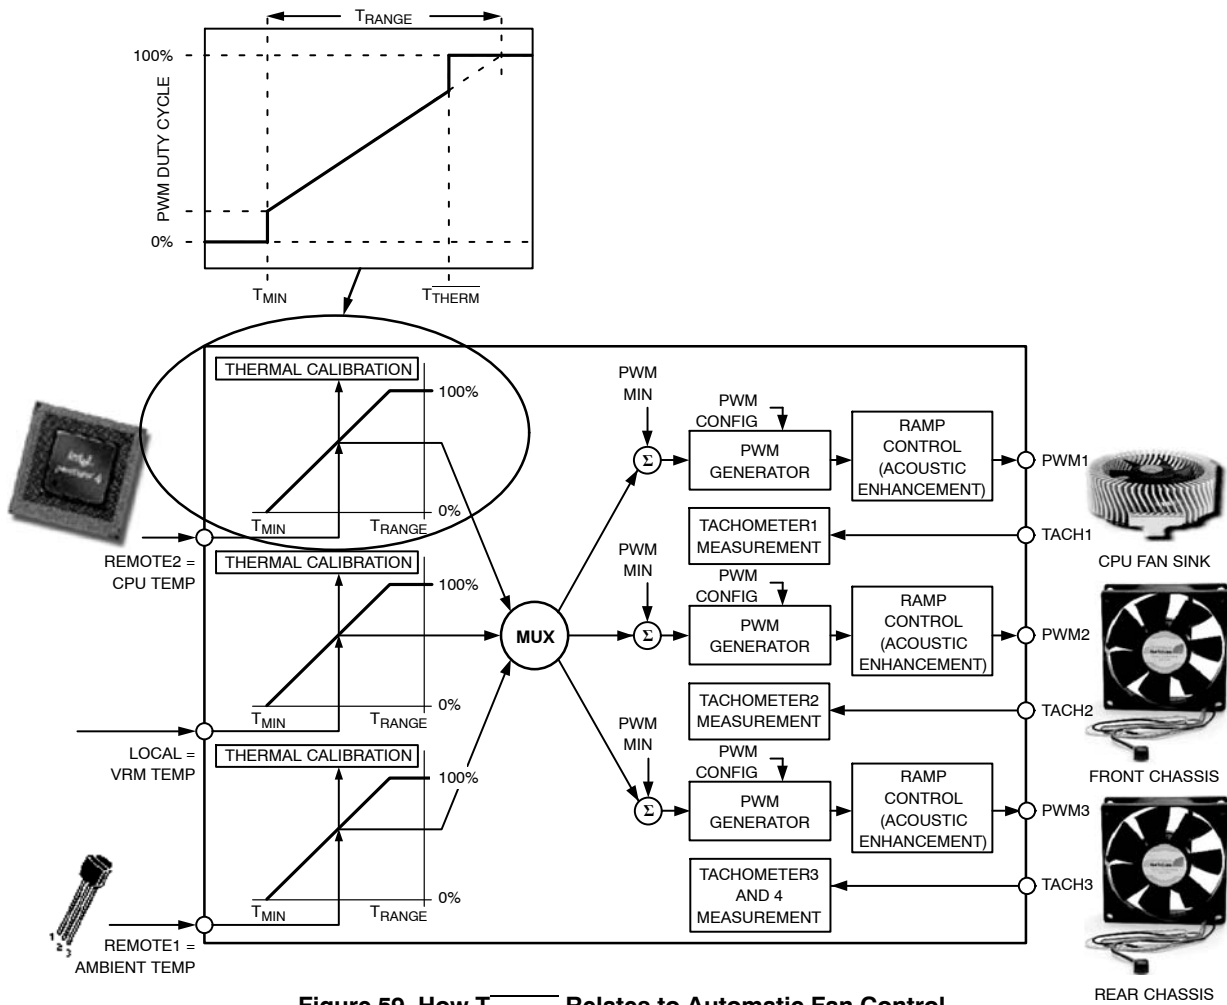 TRANGE
100%
PWM DUTY CYCLE
0%
TMIN
TTHERM
THERMAL CALIBRATION
100%
0%
TMIN
TRANGE
REMOTE2 =
CPU TEMP
THERMAL CALIBRATION
100%
0%
TMIN
TRANGE
LOCAL =
VRM TEMP
THERMAL CALIBRATION
100%
0%
TMIN
TRANGE
1
2
3
REMOTE1 =
AMBIENT TEMP
MUX
PWM
MIN
Σ
PWM
CONFIG
PWM
GENERATOR
RAMP
CONTROL
(ACOUSTIC
ENHANCEMENT)
PWM1
TACHOMETER1
MEASUREMENT
TACH1
CPU FAN SINK
PWM
MIN
Σ
PWM
CONFIG
PWM
GENERATOR
RAMP
CONTROL
(ACOUSTIC
ENHANCEMENT)
PWM2
TACHOMETER2
MEASUREMENT
TACH2
FRONT CHASSIS
PWM
MIN
Σ
PWM
CONFIG
PWM
GENERATOR
RAMP
CONTROL
(ACOUSTIC
ENHANCEMENT)
PWM3
TACHOMETER3
AND 4
MEASUREMENT
TACH3
REAR CHASSIS
Figure 59. How T Relates to Automatic Fan Control